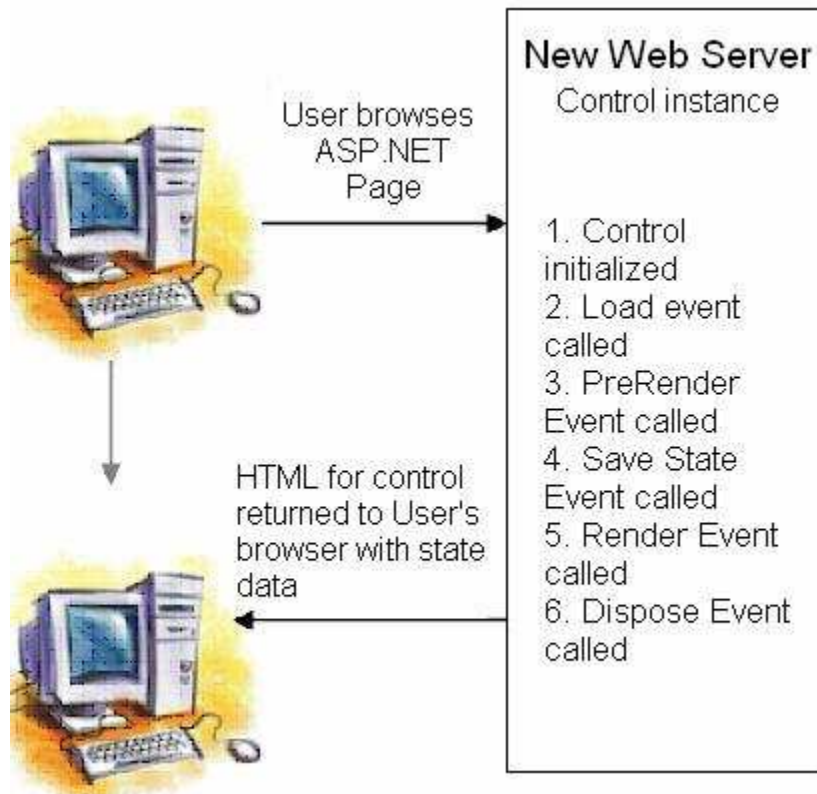 New Web Server
Control instance
User browses
ASP.NET
Page
1. Control
initialized
2. Load event
called
3. PreRender
Event called
4. Save State
Event called
5. Render Event
called
6. Dispose Event
called
HTML for control
returned to User's
browser with state
data